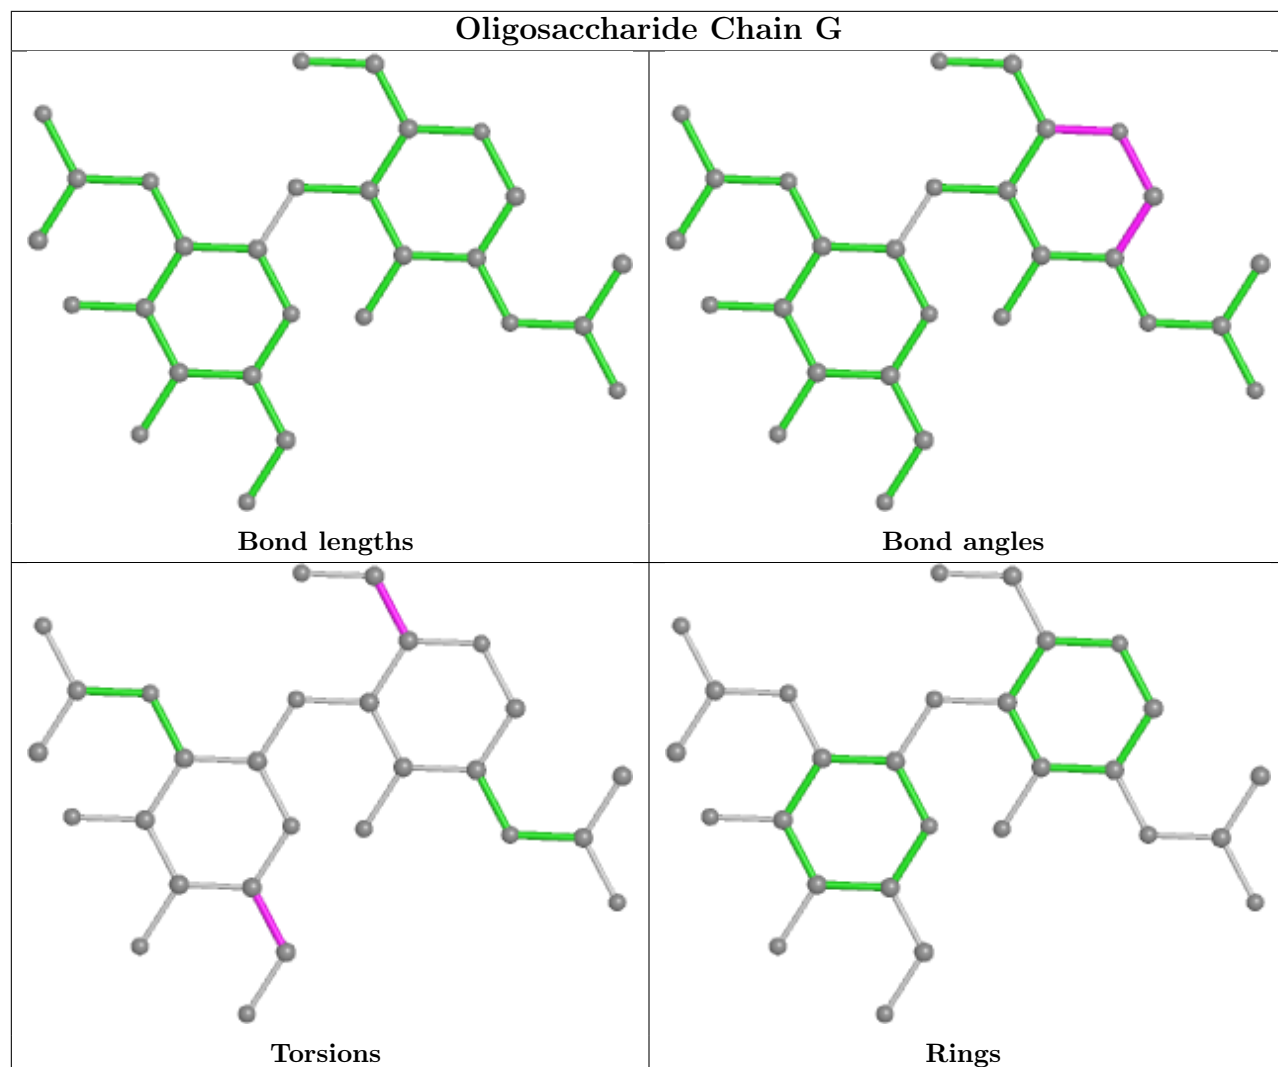 Oligosaccharide Chain G
Bond lengths
Bond angles
Torsions
Rings